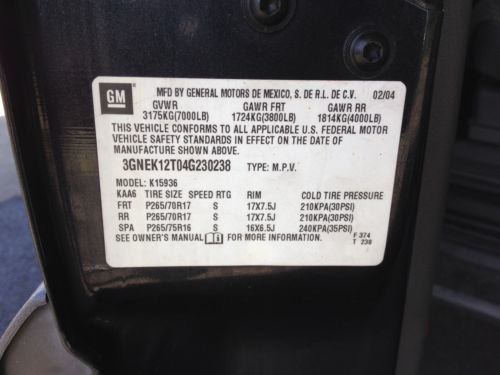 GM
MFD BY GENERAL MOTORS DE MEXICO, S. DE R.L. DE C.V. 02/04
GVWR GAWR FRT GAWR RR
3175KG(7000LB) 1724KG(3800LB) 1814KG(4000LB)
THIS VEHICLE CONFORMS TO ALL APPLICABLE U.S. FEDERAL MOTOR
VEHICLE SAFETY STANDARDS IN EFFECT ON THE DATE OF
MANUFACTURE SHOWN ABOVE.
3GNEK12T04G230238 TYPE: M.P.V.
MODEL: K15936
KAA6 TIRE SIZE SPEED RTG RIM COLD TIRE PRESSURE
FRT P265/70R17 S 17X7.5J 210KPA(30PSI)
RR P265/70R17 S 17X7.5J 210KPA(30PSI)
SPA P265/75R16 S 16X6.5J 240KPA(35PSI)
SEE OWNER'S MANUAL FOR MORE INFORMATION. F 374
T 238